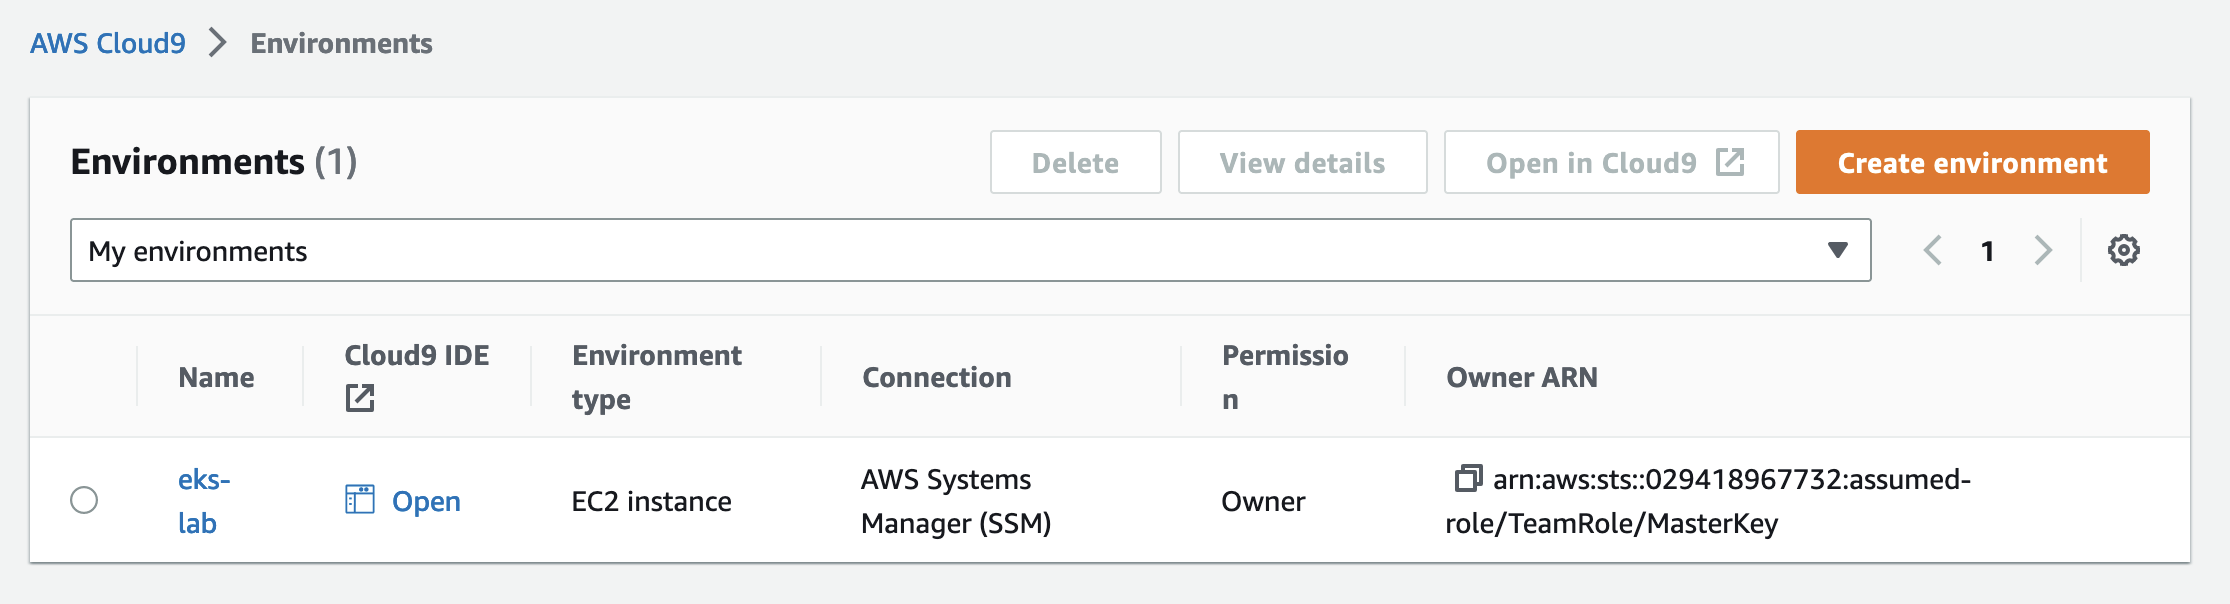 AWS Cloud9 > Environments
Environments (1)
Delete
View details
Open in Cloud9
Create environment
My environments
1
Name
Cloud9 IDE
Environment
type
Connection
Permissio
n
Owner ARN
eks-
lab
Open
EC2 instance
AWS Systems
Manager (SSM)
Owner
arn:aws:sts::029418967732:assumed-
role/TeamRole/MasterKey